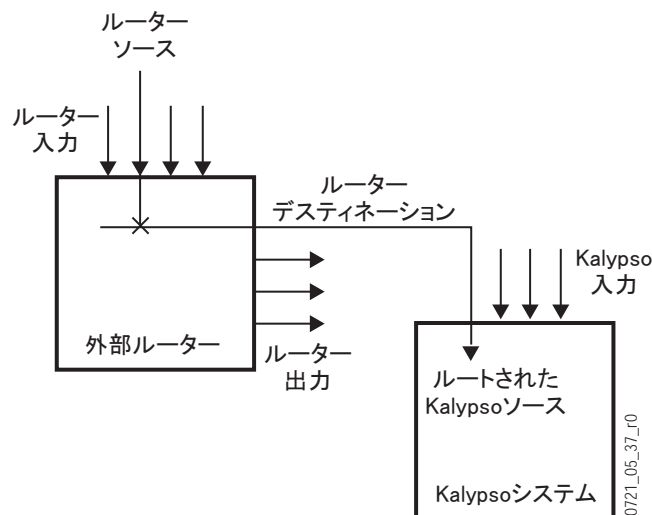 ルーター
ソース
ルーター
入力
ルーター
デスティネーション
Kalypso
入力
外部ルーター
ルーター
出力
ルートされた
Kalypsoソース
Kalypsoシステム
0721_05_37_r0